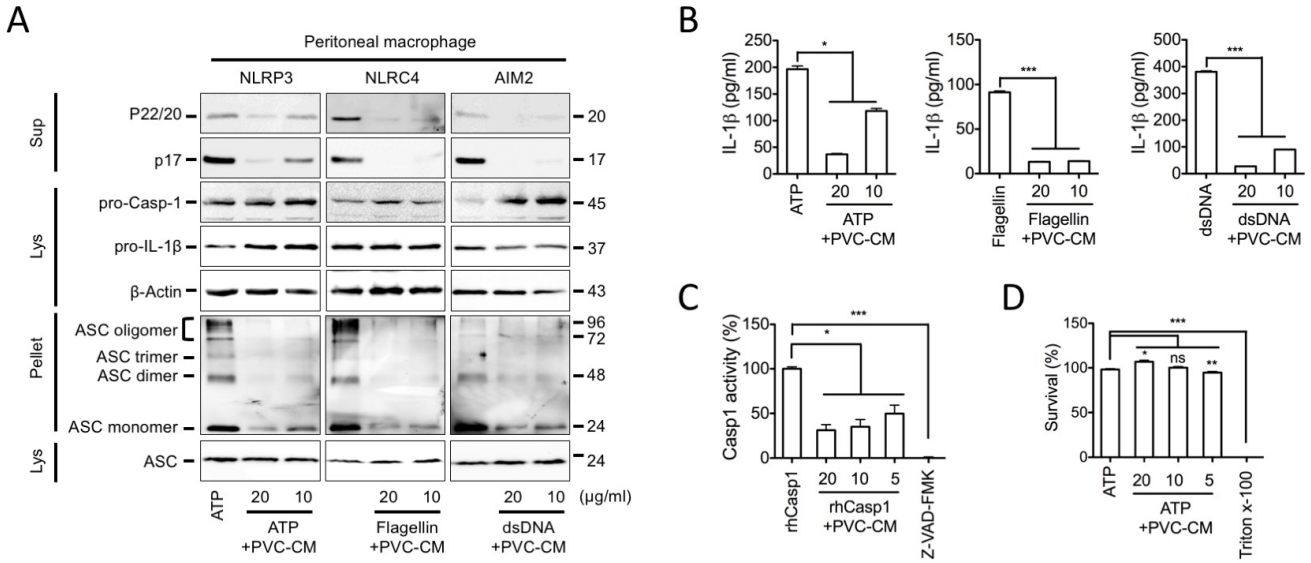 A
Peritoneal macrophage
NLRP3 NLRC4 AIM2
Sup
P22/20 20
p17 17
Lys
pro-Casp-1 45
pro-IL-1β 37
β-Actin 43
Pellet
ASC oligomer 96
72
ASC trimer
ASC dimer 48
ASC monomer 24
Lys
ASC 24
ATP 20 10 20 10 20 10 (μg/ml)
ATP Flagellin dsDNA
+PVC-CM +PVC-CM +PVC-CM
B
IL-1β (pg/ml)
250
200
150
100
50
0
*
ATP
20 10
ATP
+PVC-CM
IL-1β (pg/ml)
150
100
50
0
***
Flagellin
20 10
Flagellin
+PVC-CM
IL-1β (pg/ml)
500
400
300
200
100
0
***
dsDNA
20 10
dsDNA
+PVC-CM
C
Casp1 activity (%)
150
100
50
0
***
*
rhCasp1
20 10 5
rhCasp1
+PVC-CM
Z-VAD-FMK
D
Survival (%)
150
100
50
0
***
* ns **
ATP
20 10 5
ATP
+PVC-CM
Triton x-100